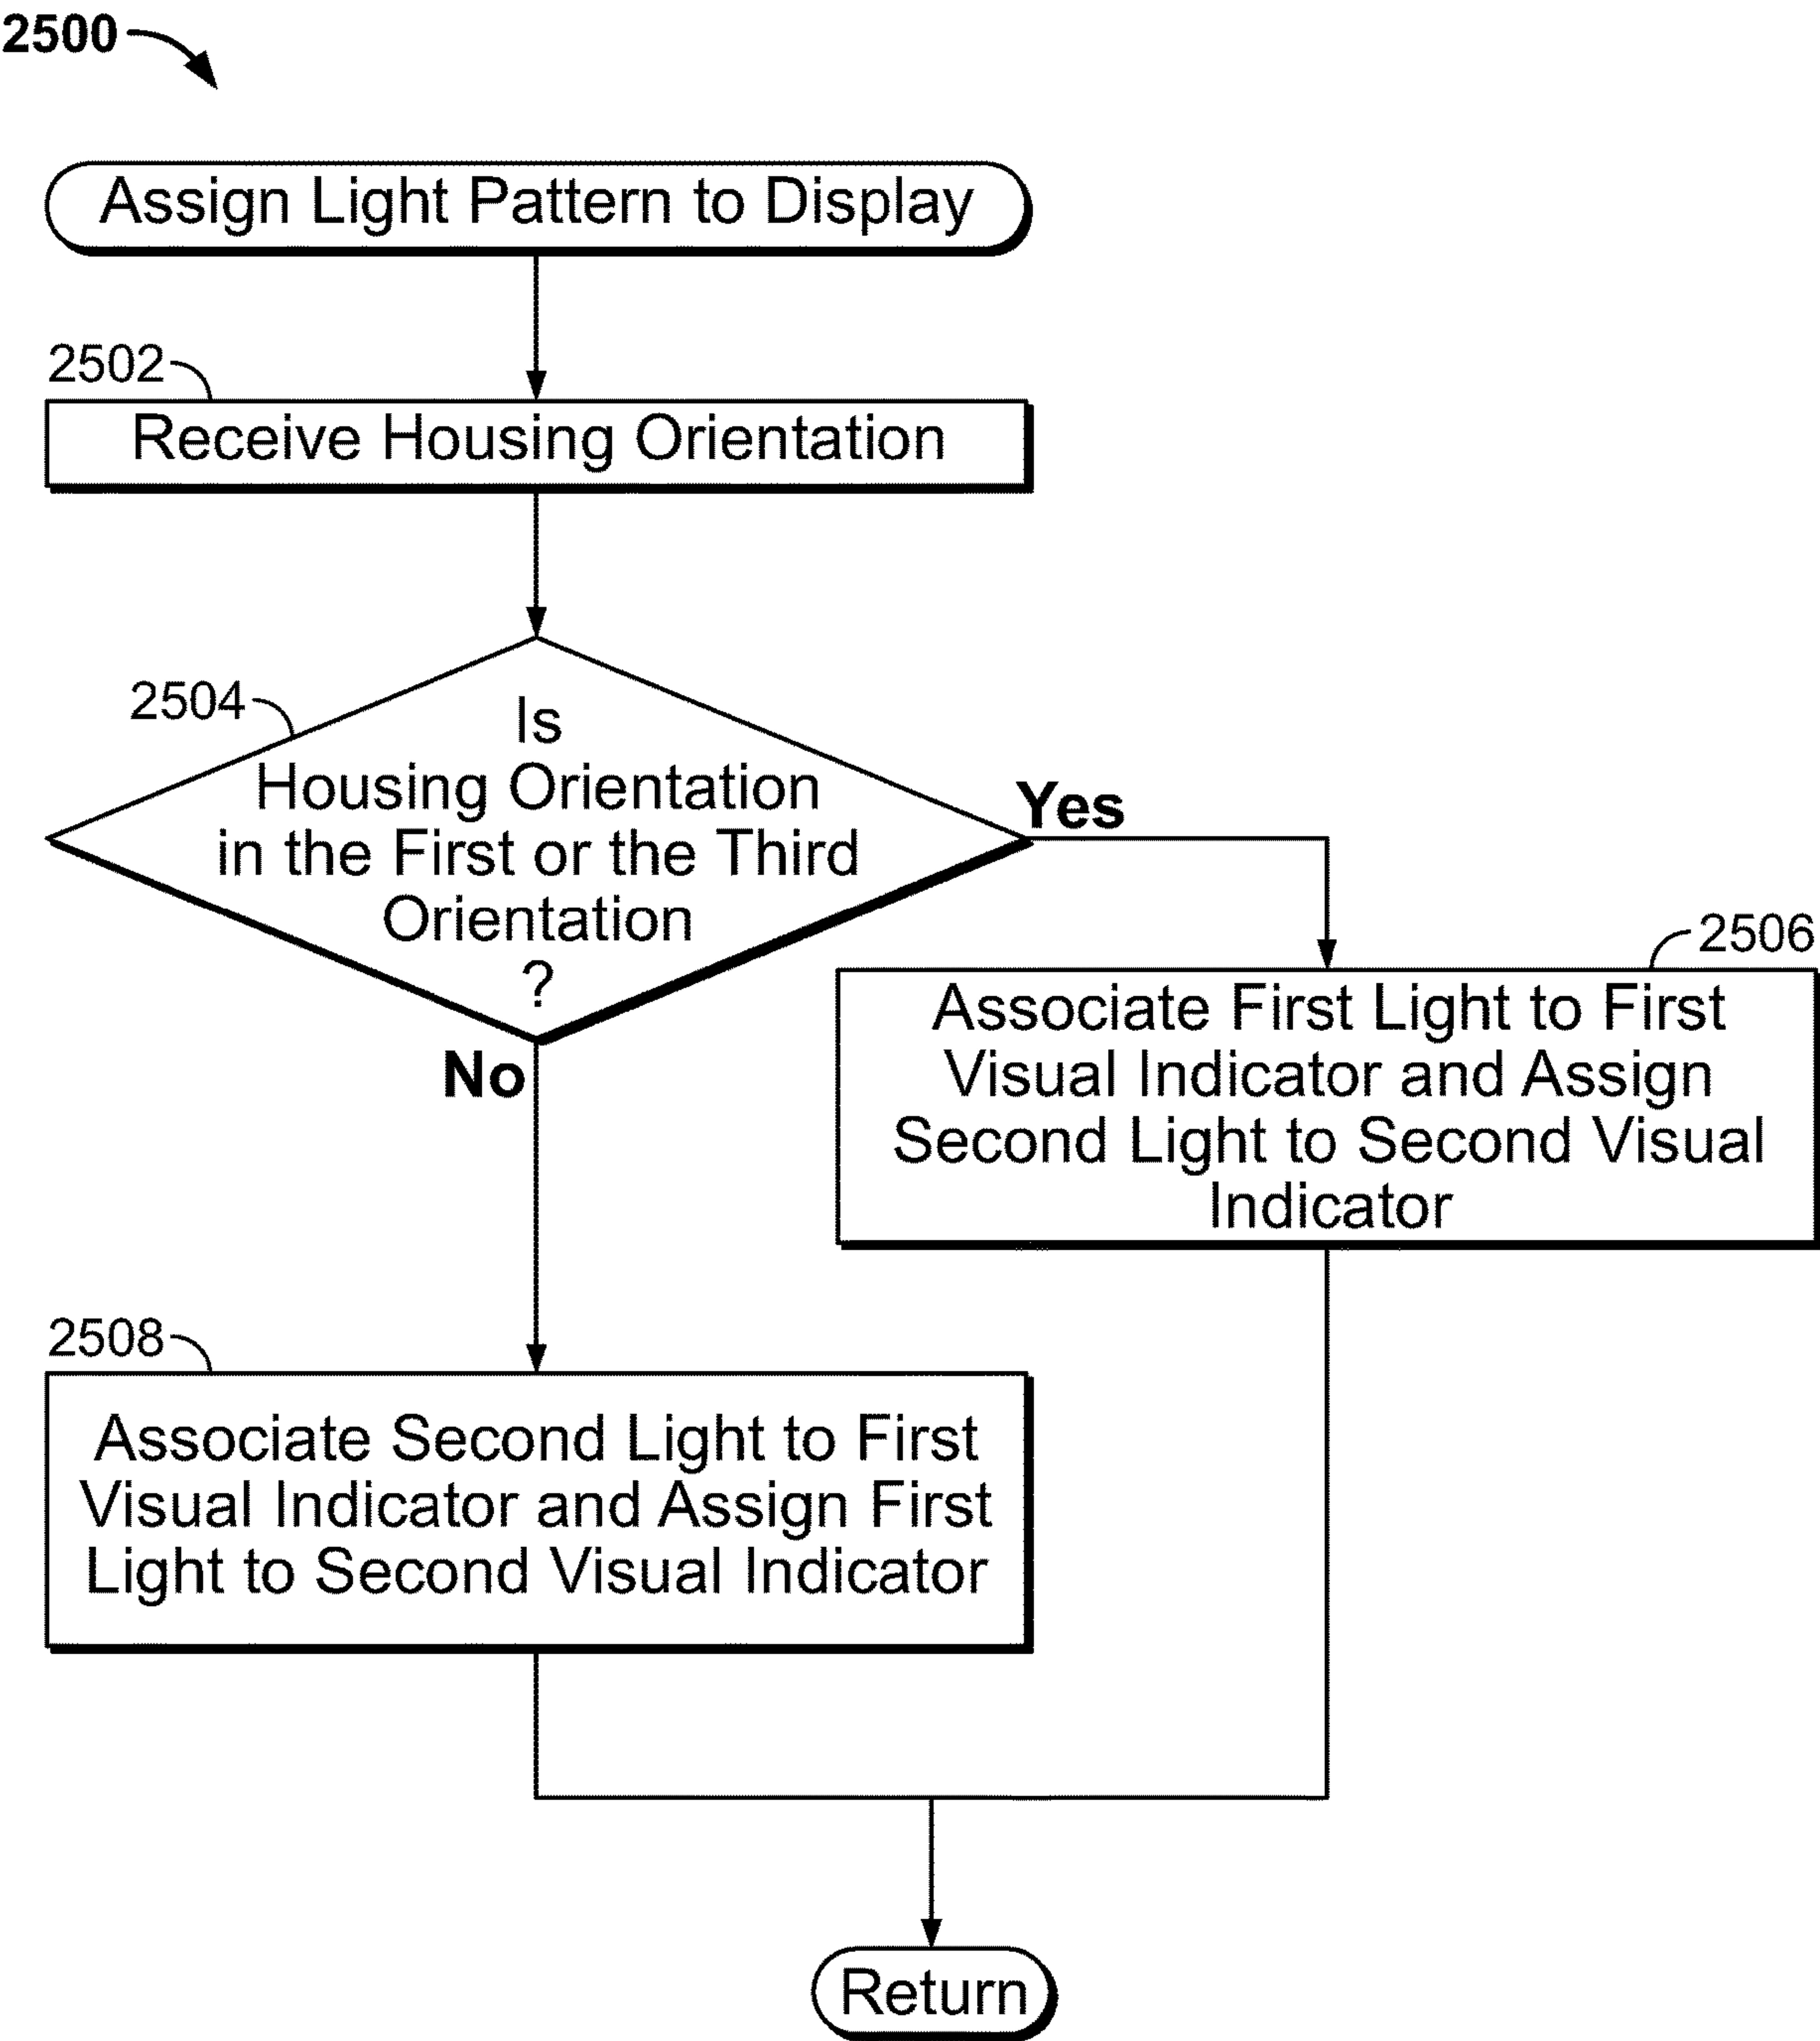 2500
Assign Light Pattern to Display
2502
Receive Housing Orientation
2504
Is
Housing Orientation
in the First or the Third
Orientation
?
Yes
No
2506
Associate First Light to First
Visual Indicator and Assign
Second Light to Second Visual
Indicator
2508
Associate Second Light to First
Visual Indicator and Assign First
Light to Second Visual Indicator
Return